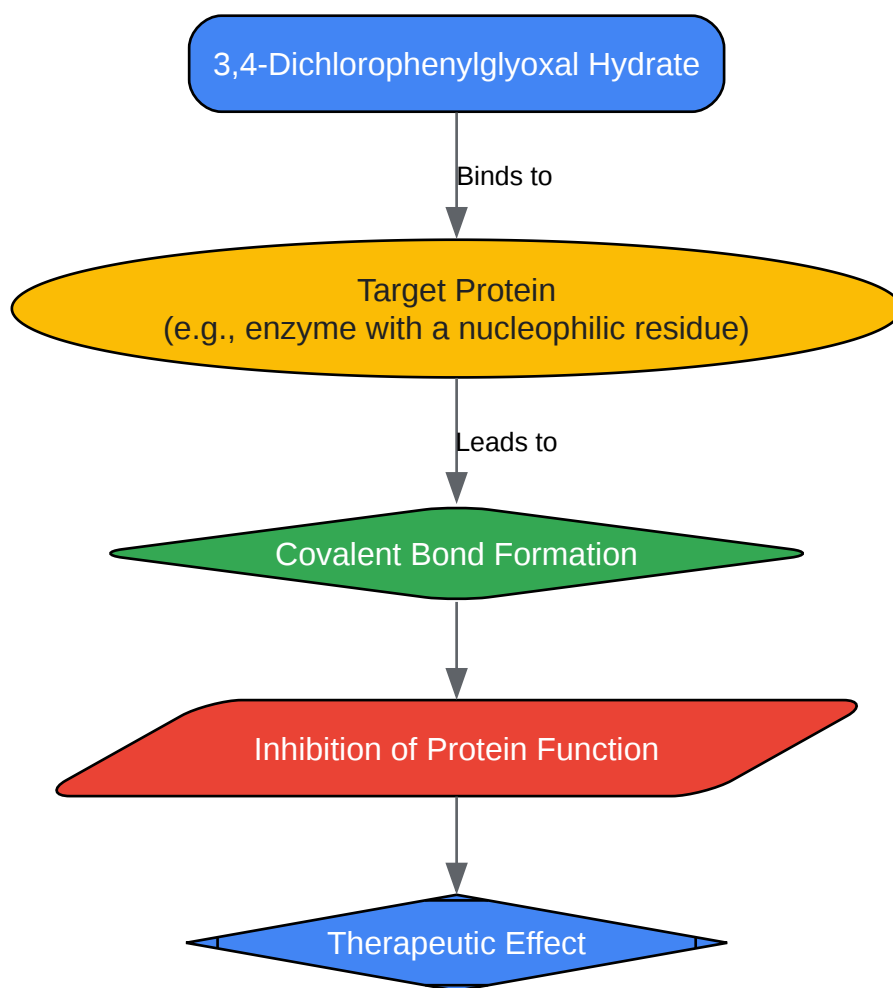 3,4-Dichlorophenylglyoxal Hydrate
Binds to
Target Protein
(e.g., enzyme with a nucleophilic residue)
Leads to
Covalent Bond Formation
Inhibition of Protein Function
Therapeutic Effect